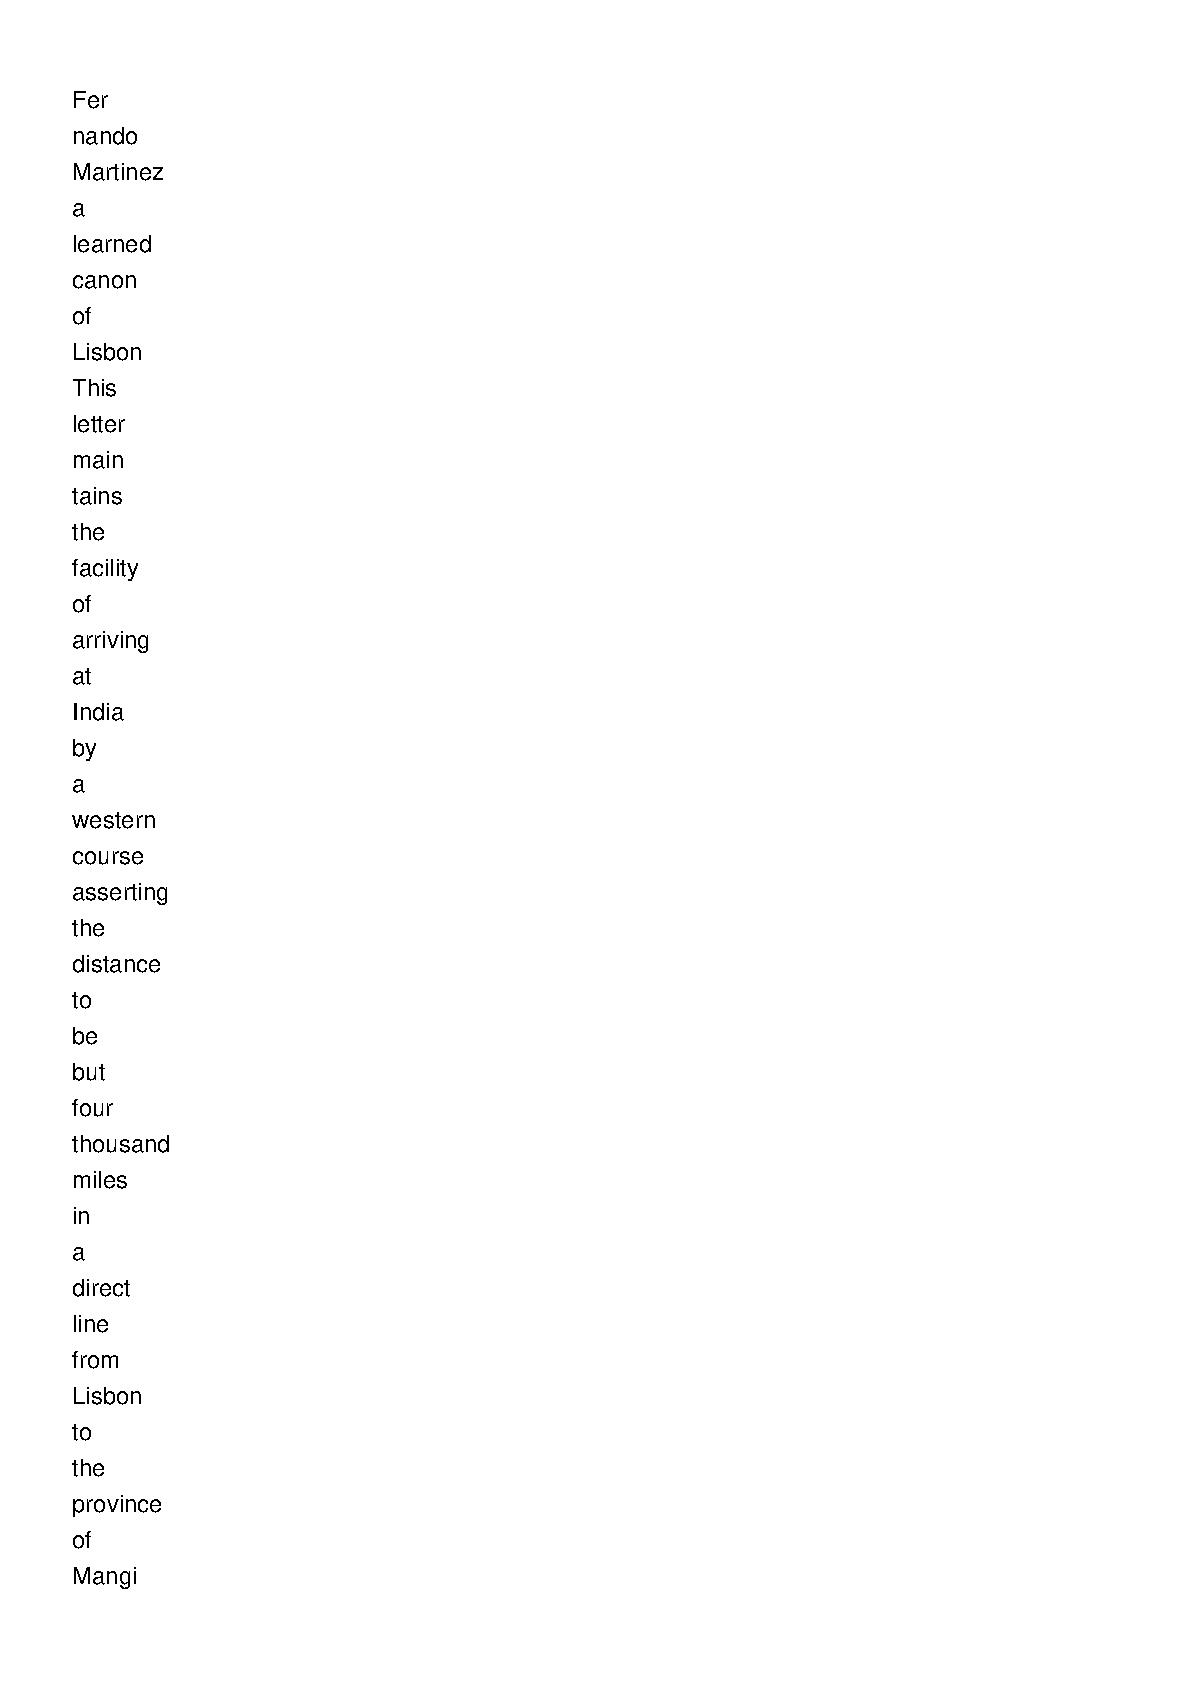 Fer
nando
Martinez
a
learned
canon
of
Lisbon
This
letter
main
tains
the
facility
of
arriving
at
India
by
a
western
course
asserting
the
distance
to
be
but
four
thousand
miles
in
a
direct
line
from
Lisbon
to
the
province
of
Mangi